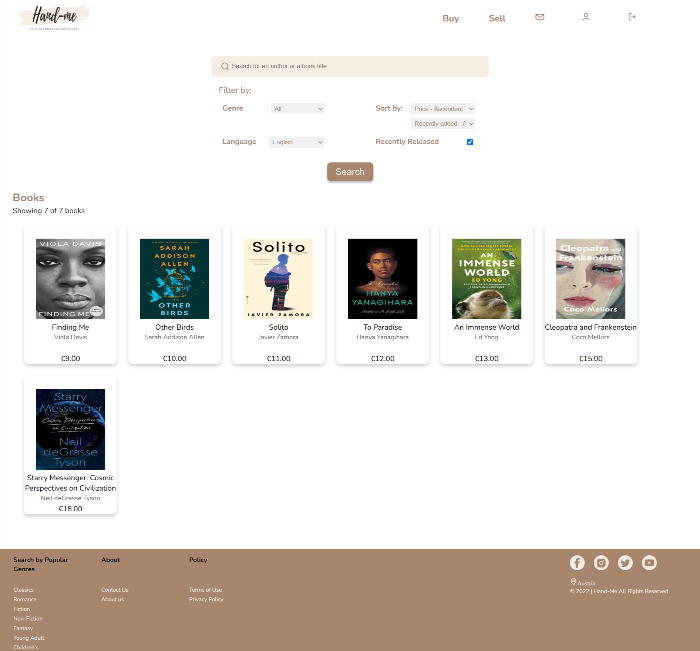 Hand-me
Buy
Sell
Search for an author or a book title
Filter by:
Genre
All
Sort by:
Price - Ascendent
Recently added
Language
English
Recently Released
Search
Books
Showing 7 of 7 books
VIOLA DAVIS
FINDING ME
Finding Me
Viola Davis
€9.00
SARAH
ADDISON
ALLEN
OTHER
BIRDS
Other Birds
Sarah Addison Allen
€10.00
Solito
JAVIER ZAMORA
Solito
Javier Zamora
€11.00
To Paradise
HANYA
YANAGIHARA
To Paradise
Hanya Yanagihara
€12.00
AN
IMMENSE
WORLD
ED YONG
An Immense World
Ed Yong
€13.00
Cleopatra and
Frankenstein
Coco Mellors
Cleopatra and Frankenstein
Coco Mellors
€15.00
Starry
Messenger
Cosmic Perspectives
on Civilization
Neil
deGrasse
Tyson
Starry Messenger: Cosmic
Perspectives on Civilization
Neil deGrasse Tyson
€18.00
Search by Popular
Genres
Classics
Romance
Fiction
Non-Fiction
Fantasy
Young Adult
Children's
About
Contact Us
About us
Policy
Terms of Use
Privacy Policy
Austria
© 2022 | Hand-Me All Rights Reserved